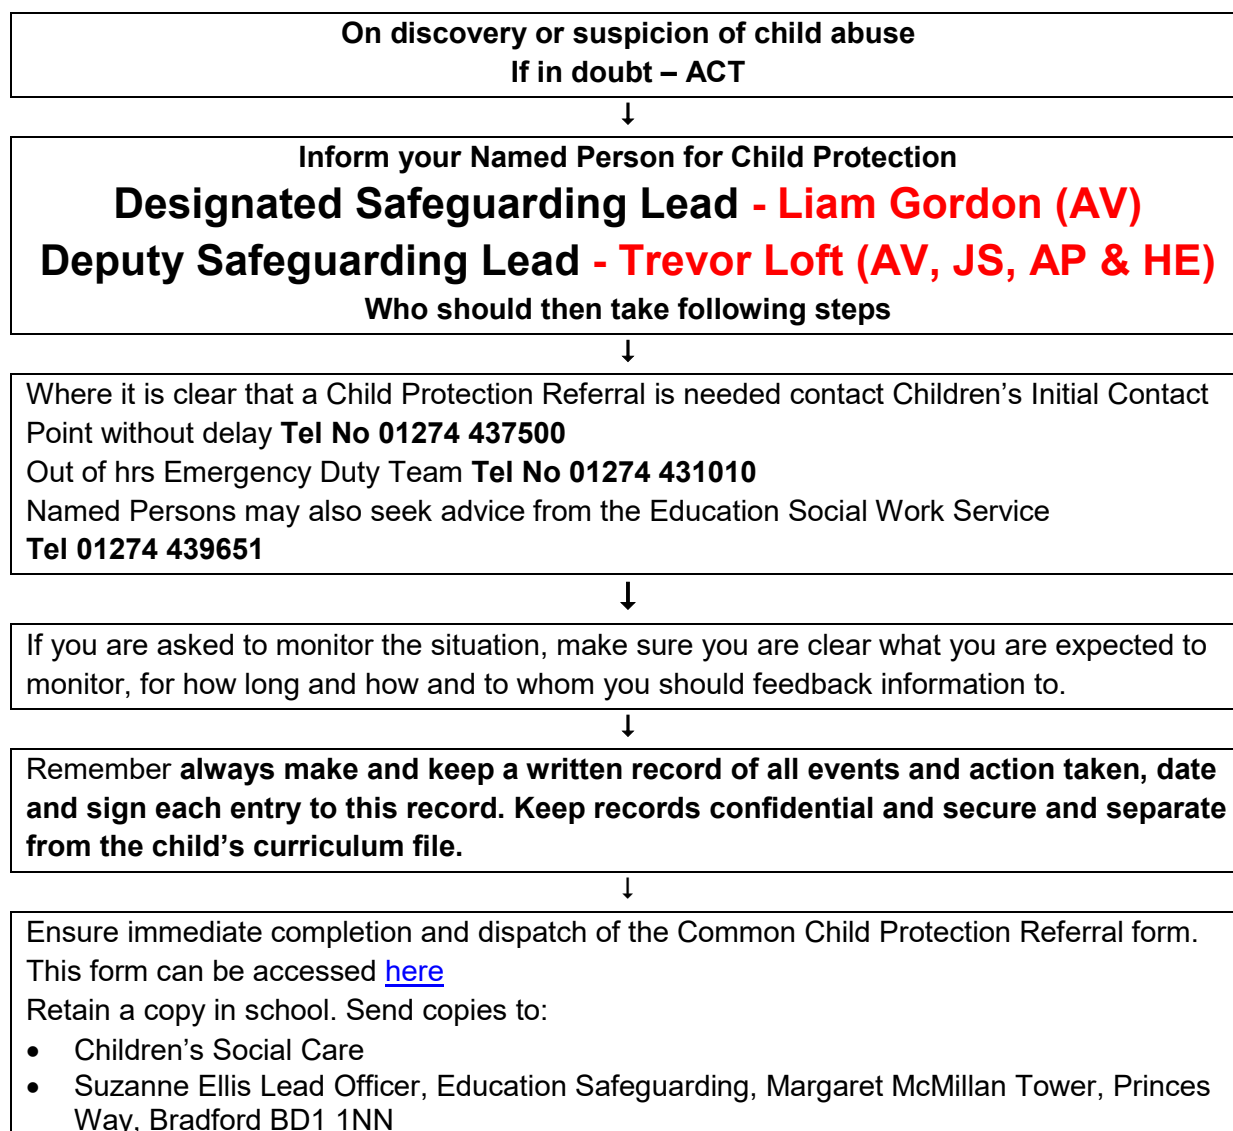 On discovery or suspicion of child abuse
If in doubt – ACT
↓
Inform your Named Person for Child Protection
Designated Safeguarding Lead - Liam Gordon (AV)
Deputy Safeguarding Lead - Trevor Loft (AV, JS, AP & HE)
Who should then take following steps
↓
Where it is clear that a Child Protection Referral is needed contact Children’s Initial Contact
Point without delay Tel No 01274 437500
Out of hrs Emergency Duty Team Tel No 01274 431010
Named Persons may also seek advice from the Education Social Work Service
Tel 01274 439651
↓
If you are asked to monitor the situation, make sure you are clear what you are expected to
monitor, for how long and how and to whom you should feedback information to.
↓
Remember always make and keep a written record of all events and action taken, date
and sign each entry to this record. Keep records confidential and secure and separate
from the child’s curriculum file.
↓
Ensure immediate completion and dispatch of the Common Child Protection Referral form.
This form can be accessed here
Retain a copy in school. Send copies to:
• Children’s Social Care
• Suzanne Ellis Lead Officer, Education Safeguarding, Margaret McMillan Tower, Princes
Way, Bradford BD1 1NN